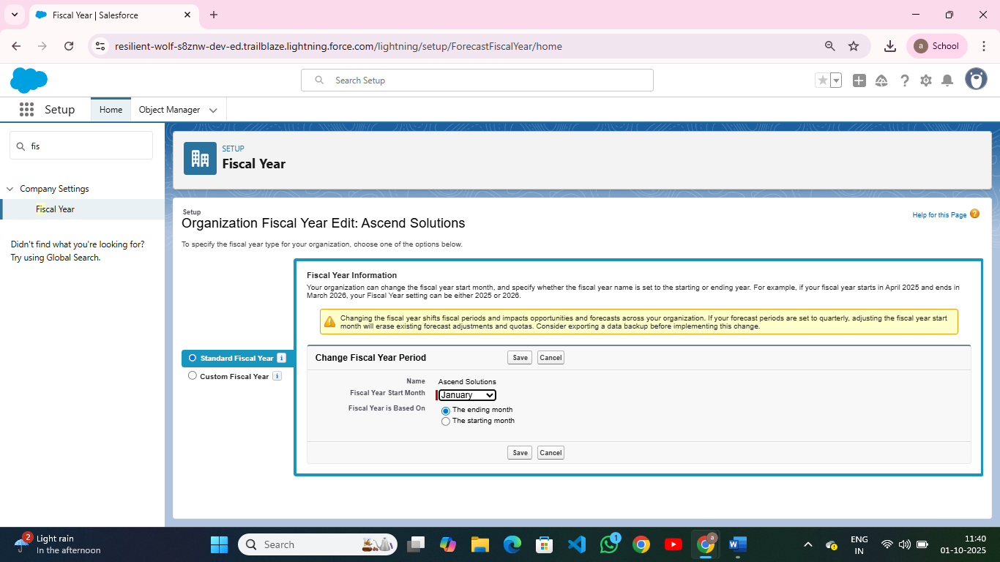 Fiscal Year | Salesforce
resilient-wolf-s8znw-dev-ed.trailblaze.lightning.force.com/lightning/setup/ForecastFiscalYear/home
a School
Search Setup
Setup
Home
Object Manager
fis
Company Settings
Fiscal Year
Didn't find what you're looking for?
Try using Global Search.
SETUP
Fiscal Year
Setup
Organization Fiscal Year Edit: Ascend Solutions
Help for this Page ?
To specify the fiscal year type for your organization, choose one of the options below.
Standard Fiscal Year i
Custom Fiscal Year i
Fiscal Year Information
Your organization can change the fiscal year start month, and specify whether the fiscal year name is set to the starting or ending year. For example, if your fiscal year starts in April 2025 and ends in
March 2026, your Fiscal Year setting can be either 2025 or 2026.
Changing the fiscal year shifts fiscal periods and impacts opportunities and forecasts across your organization. If your forecast periods are set to quarterly, adjusting the fiscal year start
month will erase existing forecast adjustments and quotas. Consider exporting a data backup before implementing this change.
Change Fiscal Year Period
Save
Cancel
Name Ascend Solutions
Fiscal Year Start Month January
Fiscal Year is Based On The ending month
The starting month
Save
Cancel
2
Light rain
In the afternoon
Search
1
a
W
ENG
IN
11:40
01-10-2025